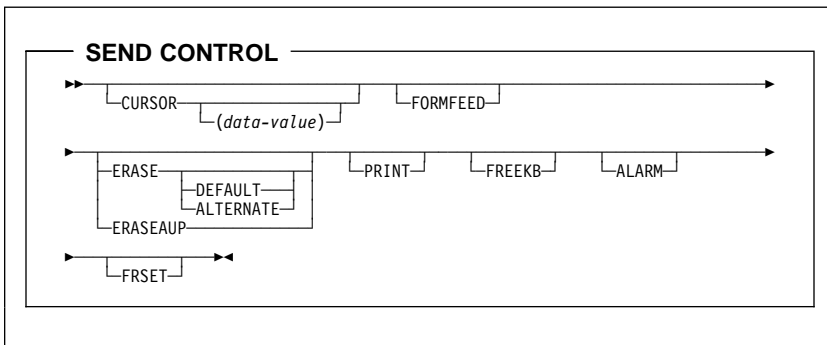 SEND CONTROL
CURSOR FORMFEED
(data-value)
ERASE PRINT FREEKB ALARM
DEFAULT
ALTERNATE
ERASEAUP
FRSET